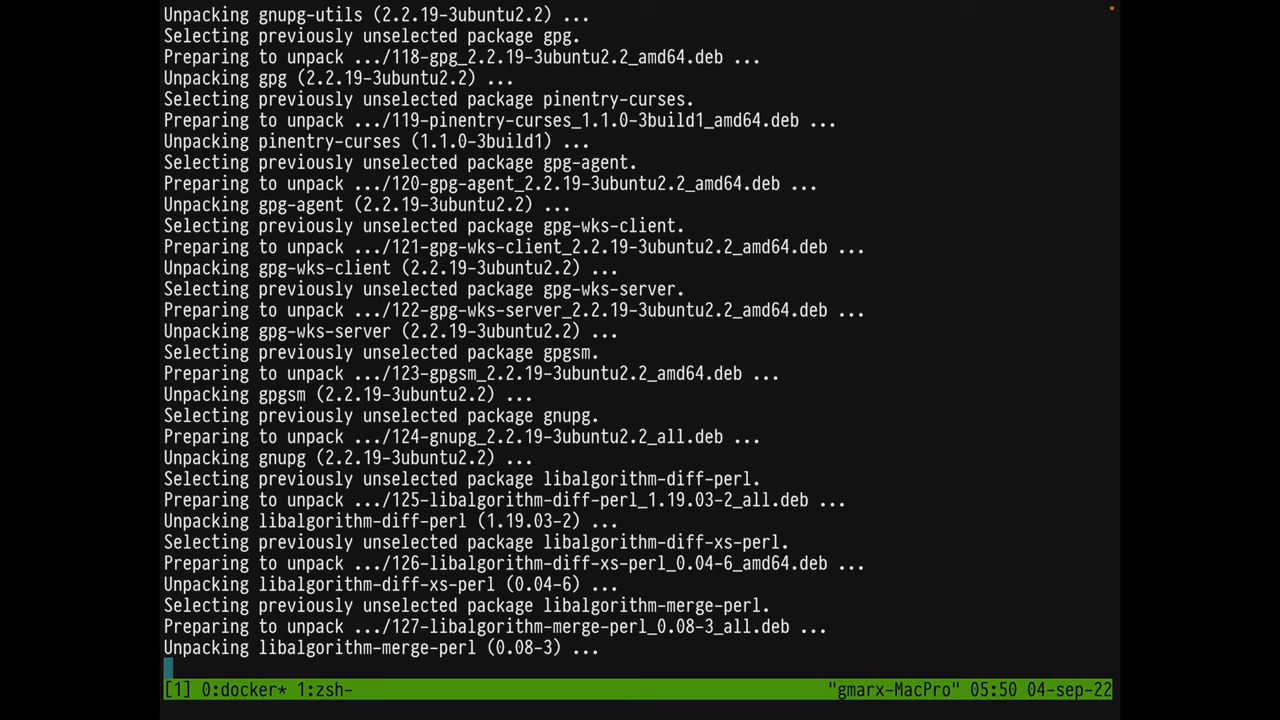 Unpacking gnupg-utils (2.2.19-3ubuntu2.2) ...
Selecting previously unselected package gpg.
Preparing to unpack .../118-gpg_2.2.19-3ubuntu2.2_amd64.deb ...
Unpacking gpg (2.2.19-3ubuntu2.2) ...
Selecting previously unselected package pinentry-curses.
Preparing to unpack .../119-pinentry-curses_1.1.0-3build1_amd64.deb ...
Unpacking pinentry-curses (1.1.0-3build1) ...
Selecting previously unselected package gpg-agent.
Preparing to unpack .../120-gpg-agent_2.2.19-3ubuntu2.2_amd64.deb ...
Unpacking gpg-agent (2.2.19-3ubuntu2.2) ...
Selecting previously unselected package gpg-wks-client.
Preparing to unpack .../121-gpg-wks-client_2.2.19-3ubuntu2.2_amd64.deb ...
Unpacking gpg-wks-client (2.2.19-3ubuntu2.2) ...
Selecting previously unselected package gpg-wks-server.
Preparing to unpack .../122-gpg-wks-server_2.2.19-3ubuntu2.2_amd64.deb ...
Unpacking gpg-wks-server (2.2.19-3ubuntu2.2) ...
Selecting previously unselected package gpgsm.
Preparing to unpack .../123-gpgsm_2.2.19-3ubuntu2.2_amd64.deb ...
Unpacking gpgsm (2.2.19-3ubuntu2.2) ...
Selecting previously unselected package gnupg.
Preparing to unpack .../124-gnupg_2.2.19-3ubuntu2.2_all.deb ...
Unpacking gnupg (2.2.19-3ubuntu2.2) ...
Selecting previously unselected package libalgorithm-diff-perl.
Preparing to unpack .../125-libalgorithm-diff-perl_1.19.03-2_all.deb ...
Unpacking libalgorithm-diff-perl (1.19.03-2) ...
Selecting previously unselected package libalgorithm-diff-xs-perl.
Preparing to unpack .../126-libalgorithm-diff-xs-perl_0.04-6_amd64.deb ...
Unpacking libalgorithm-diff-xs-perl (0.04-6) ...
Selecting previously unselected package libalgorithm-merge-perl.
Preparing to unpack .../127-libalgorithm-merge-perl_0.08-3_all.deb ...
Unpacking libalgorithm-merge-perl (0.08-3) ...
[1] 0:docker* 1:zsh- "gmarx-MacPro" 05:50 04-sep-22